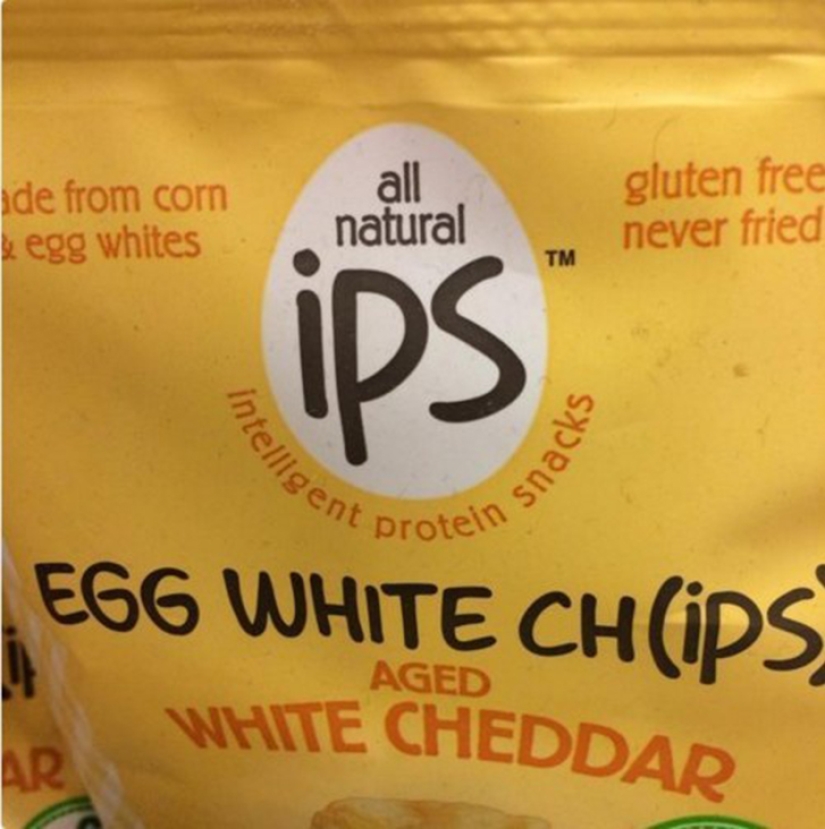 ade from corn
& egg whites
all
natural
ips
TM
gluten free
never fried
intelligent protein snacks
EGG WHITE CH(iPS)
AGED
WHITE CHEDDAR
AR